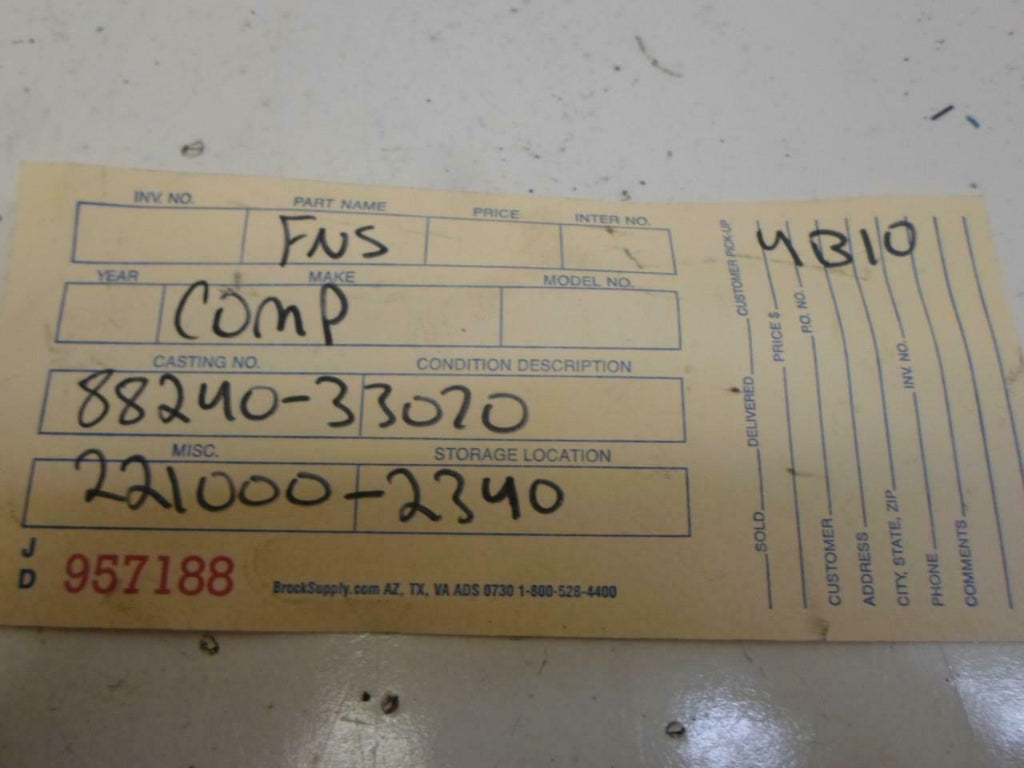 INV. NO. PART NAME PRICE INTER NO.
FNS
YEAR MAKE MODEL NO.
COMP
CASTING NO. CONDITION DESCRIPTION
88240-33070
MISC. STORAGE LOCATION
221000-2340
J
D
957188
BrockSupply.com AZ, TX, VA ADS 0730 1-800-528-4400
4B10
SOLD DELIVERED CUSTOMER PICK-UP
PRICE $
P.O. NO.
CUSTOMER
ADDRESS
CITY, STATE, ZIP INV. NO.
PHONE
COMMENTS